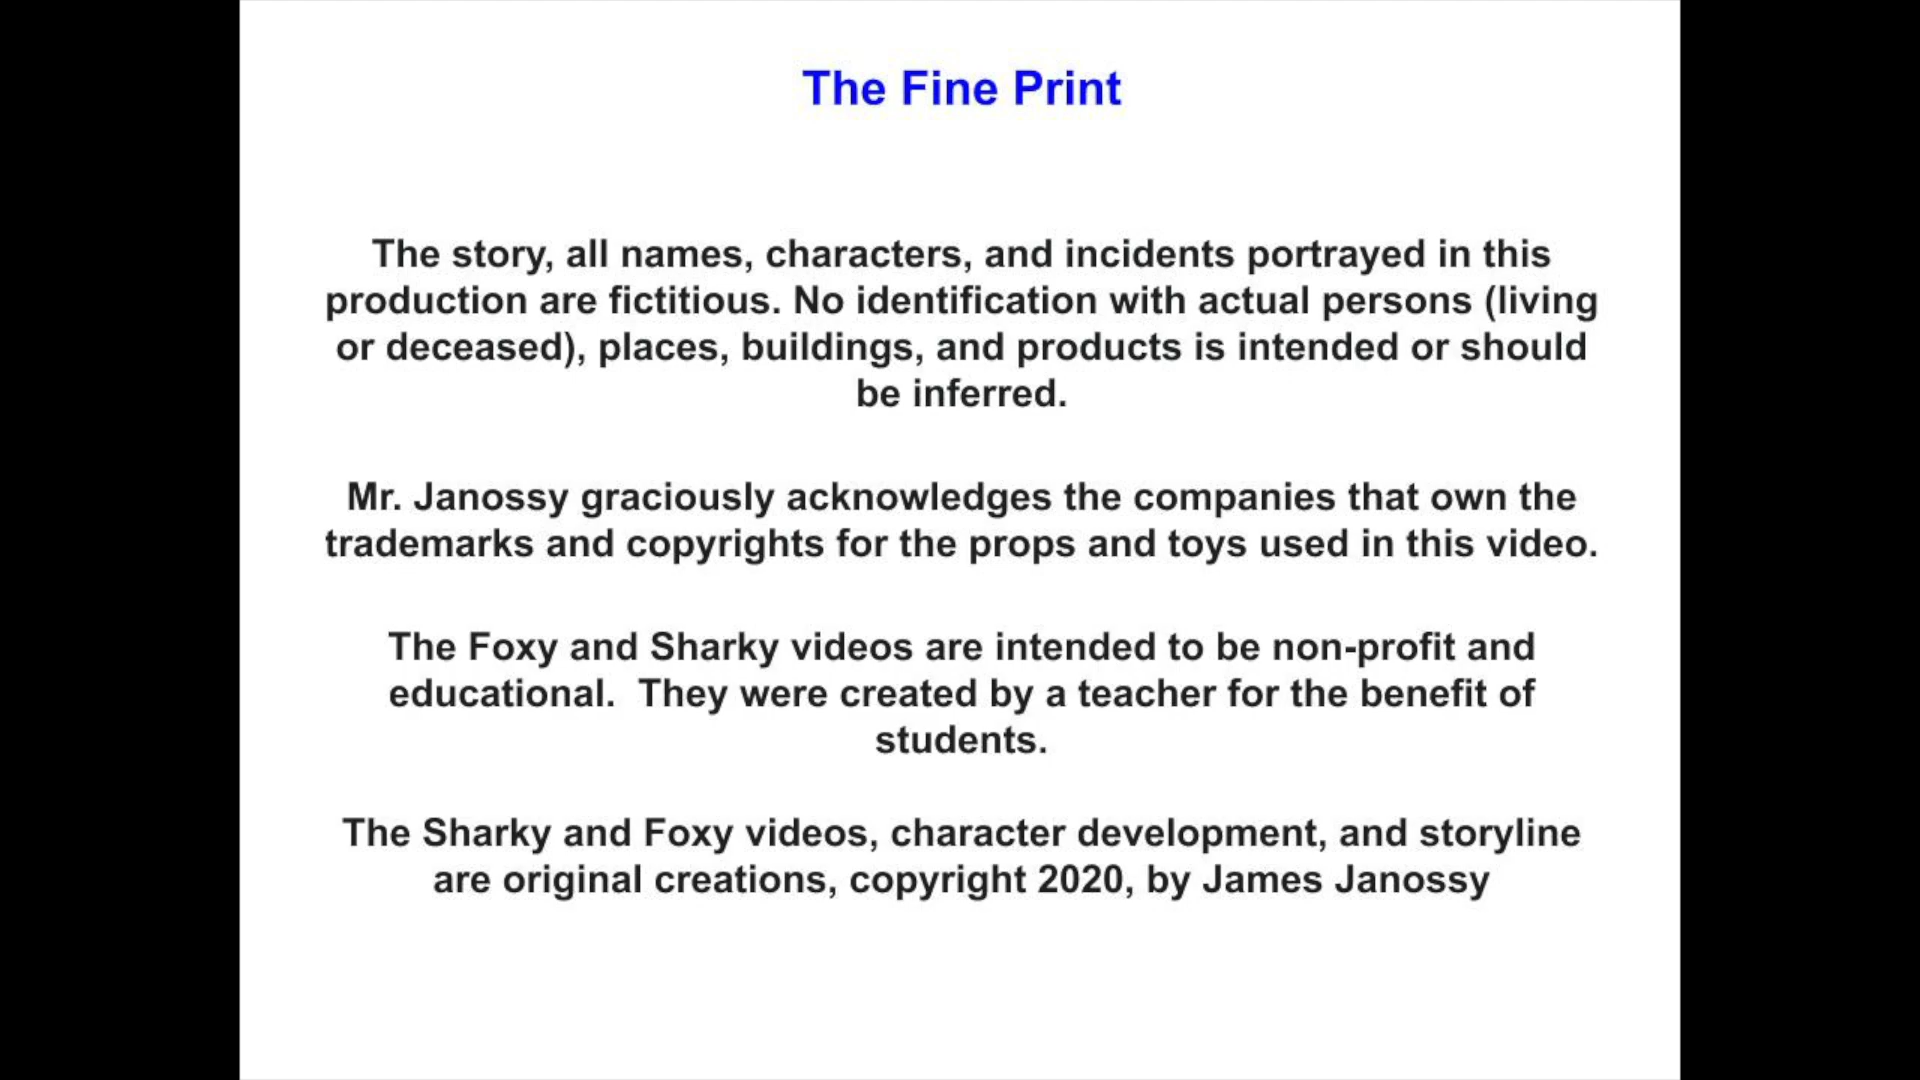 The Fine Print
The story, all names, characters, and incidents portrayed in this
production are fictitious. No identification with actual persons (living
or deceased), places, buildings, and products is intended or should
be inferred.
Mr. Janossy graciously acknowledges the companies that own the
trademarks and copyrights for the props and toys used in this video.
The Foxy and Sharky videos are intended to be non-profit and
educational.  They were created by a teacher for the benefit of
students.
The Sharky and Foxy videos, character development, and storyline
are original creations, copyright 2020, by James Janossy